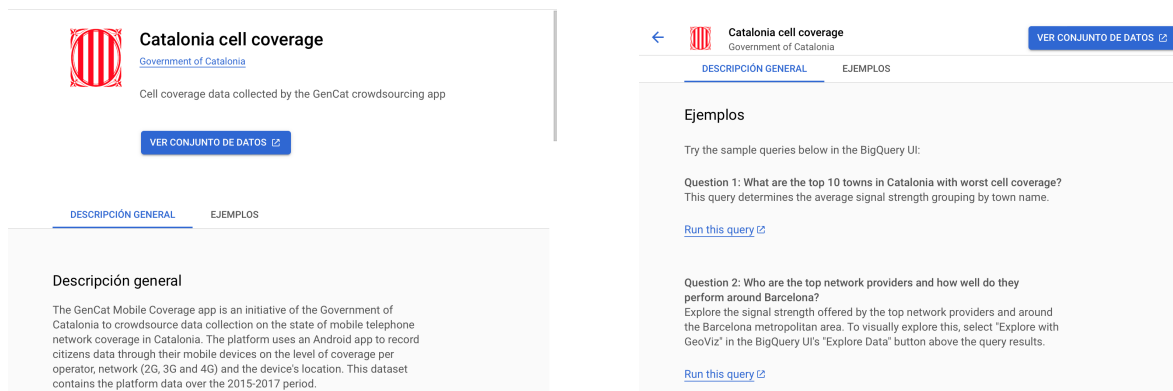 Catalonia cell coverage
Government of Catalonia
Cell coverage data collected by the GenCat crowdsourcing app
VER CONJUNTO DE DATOS
DESCRIPCIÓN GENERAL EJEMPLOS
Descripción general
The GenCat Mobile Coverage app is an initiative of the Government of
Catalonia to crowdsource data collection on the state of mobile telephone
network coverage in Catalonia. The platform uses an Android app to record
citizens data through their mobile devices on the level of coverage per
operator, network (2G, 3G and 4G) and the device's location. This dataset
contains the platform data over the 2015-2017 period.
Catalonia cell coverage
Government of Catalonia
VER CONJUNTO DE DATOS
DESCRIPCIÓN GENERAL EJEMPLOS
Ejemplos
Try the sample queries below in the BigQuery UI:
Question 1: What are the top 10 towns in Catalonia with worst cell coverage?
This query determines the average signal strength grouping by town name.
Run this query
Question 2: Who are the top network providers and how well do they
perform around Barcelona?
Explore the signal strength offered by the top network providers and around
the Barcelona metropolitan area. To visually explore this, select "Explore with
GeoViz" in the BigQuery UI's "Explore Data" button above the query results.
Run this query